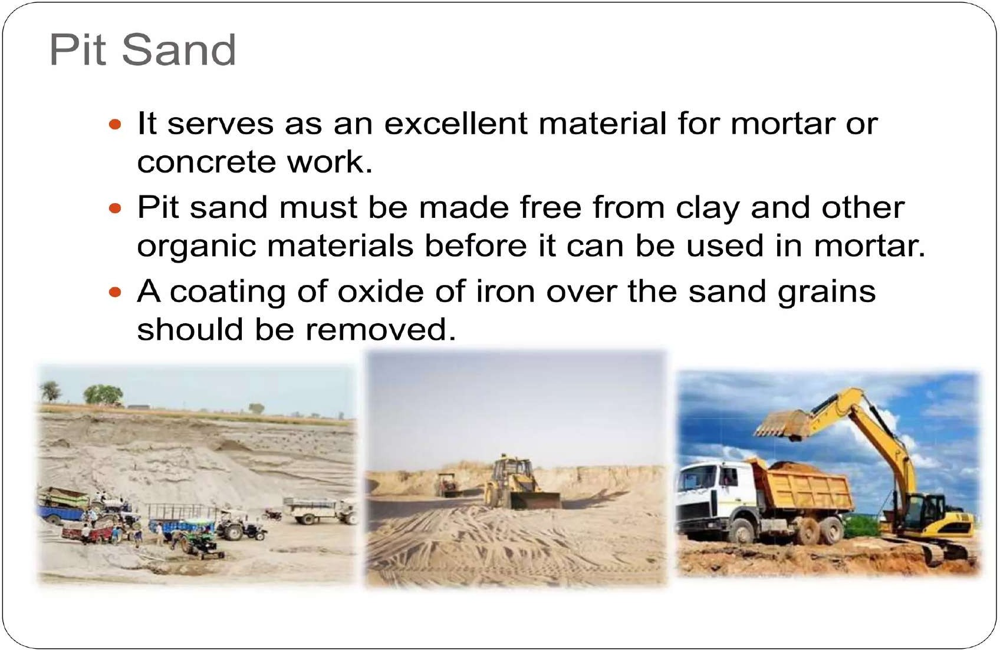 Pit Sand
• It serves as an excellent material for mortar or
concrete work.
• Pit sand must be made free from clay and other
organic materials before it can be used in mortar.
• A coating of oxide of iron over the sand grains
should be removed.